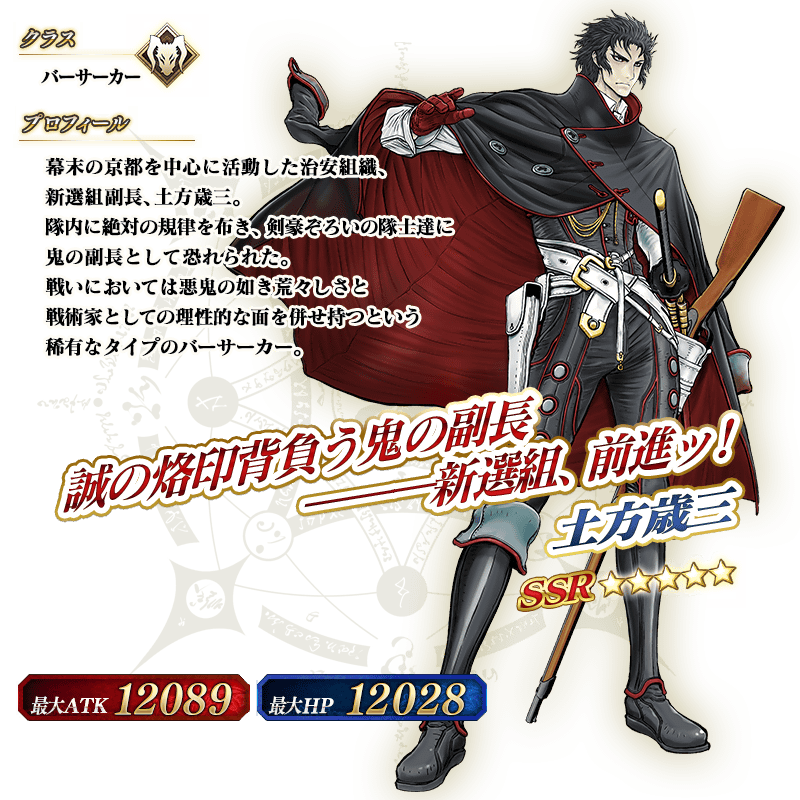 クラス
バーサーカー
プロフィール
幕末の京都を中心に活動した治安組織、
新選組副長、土方歳三。
隊内に絶対の規律を布き、剣豪ぞろいの隊士達に
鬼の副長として恐れられた。
戦いにおいては悪鬼の如き荒々しさと
戦術家としての理性的な面を併せ持つという
稀有なタイプのバーサーカー。
誠の烙印背負う鬼の副長
――――新選組、前進ッ!
土方歳三
SSR ☆☆☆☆☆
最大ATK 12089
最大HP 12028